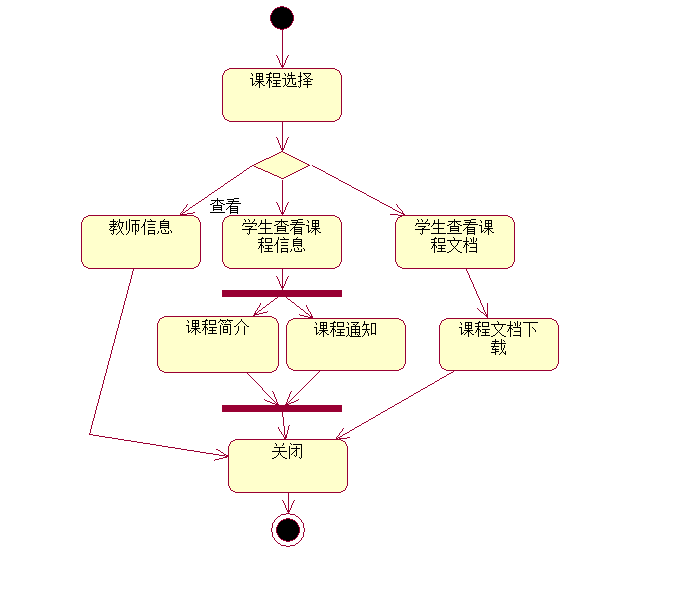 课程选择
查看
教师信息
学生查看课
程信息
学生查看课
程文档
课程简介
课程通知
课程文档下
载
关闭